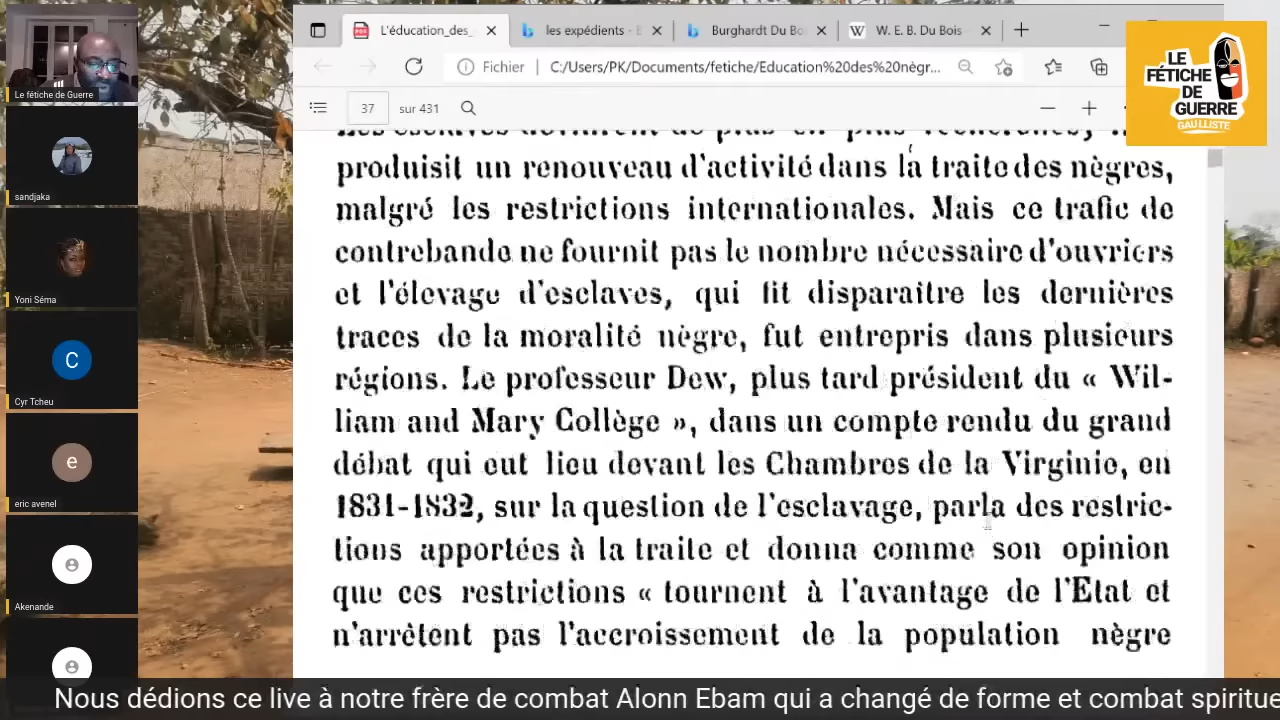 L'éducation_des_
les expédients - B
Burghardt Du Boi
W. E. B. Du Bois
Fichier
C:/Users/PK/Documents/fetiche/Education%20des%20nègr...
37
sur 431
LE FÉTICHE DE GUERRE
GAULLISTE
Le fétiche de Guerre
sandjaka
Yoni Séma
C
Cyr Tcheu
e
eric avenel
Akenande
produisit un renouveau d'activité dans la traite des nègres,
malgré les restrictions internationales. Mais ce trafic de
contrebande ne fournit pas le nombre nécessaire d'ouvriers
et l'élevage d'esclaves, qui fit disparaître les dernières
traces de la moralité nègre, fut entrepris dans plusieurs
régions. Le professeur Dew, plus tard président du « Wil-
liam and Mary Collège », dans un compte rendu du grand
débat qui eut lieu devant les Chambres de la Virginie, en
1831-1832, sur la question de l'esclavage, parla des restric-
tions apportées à la traite et donna comme son opinion
que ces restrictions « tournent à l'avantage de l'Etat et
n'arrêtent pas l'accroissement de la population nègre
Nous dédions ce live à notre frère de combat Alonn Ebam qui a changé de forme et combat spiritue